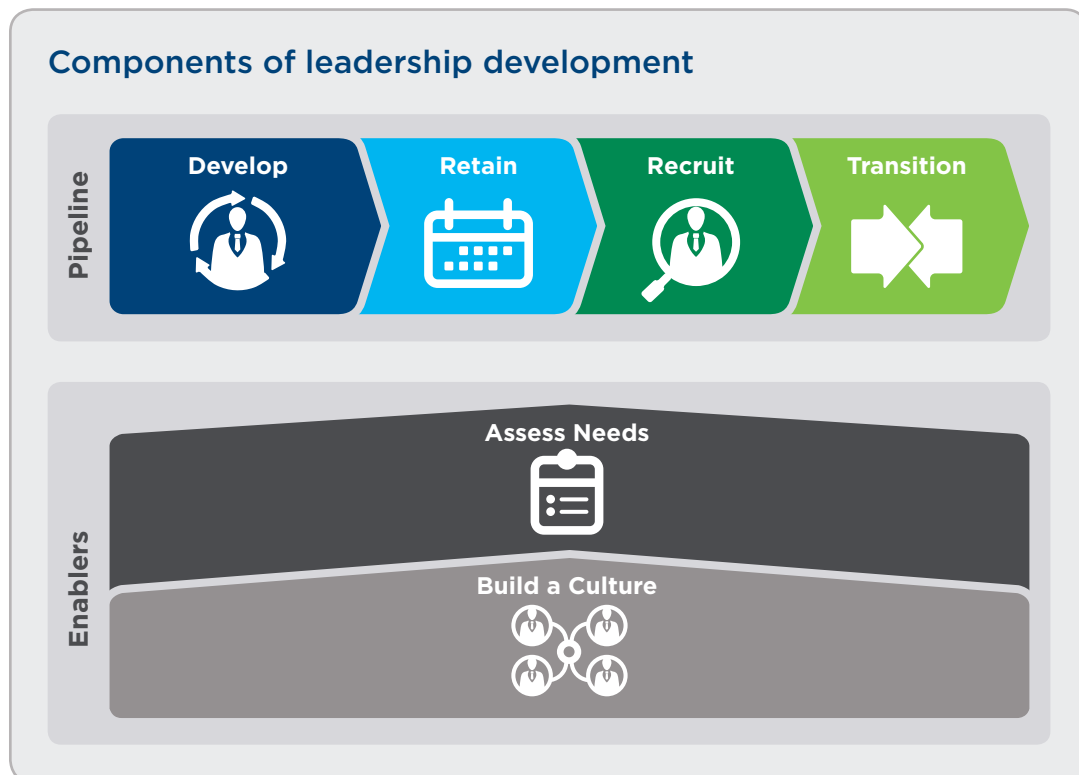 Components of leadership development
Pipeline
Develop
Retain
Recruit
Transition
Enablers
Assess Needs
Build a Culture